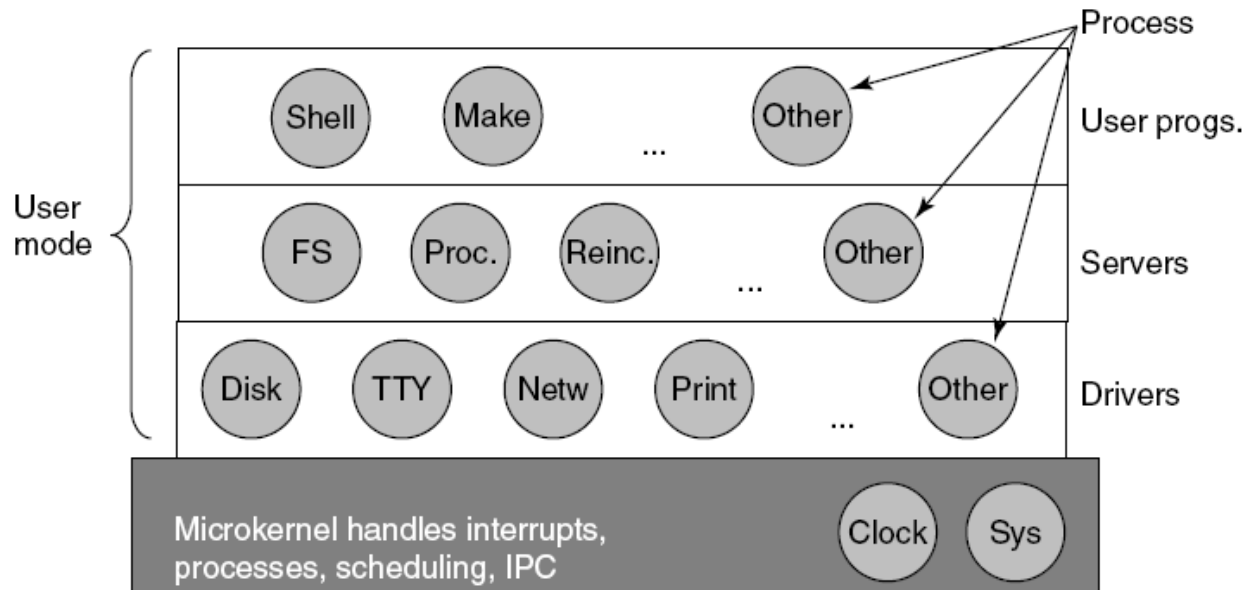 Process
Shell Make ... Other
User progs.
User
mode
FS Proc. Reinc. ... Other
Servers
Disk TTY Netw Print ... Other
Drivers
Microkernel handles interrupts,
processes, scheduling, IPC
Clock Sys